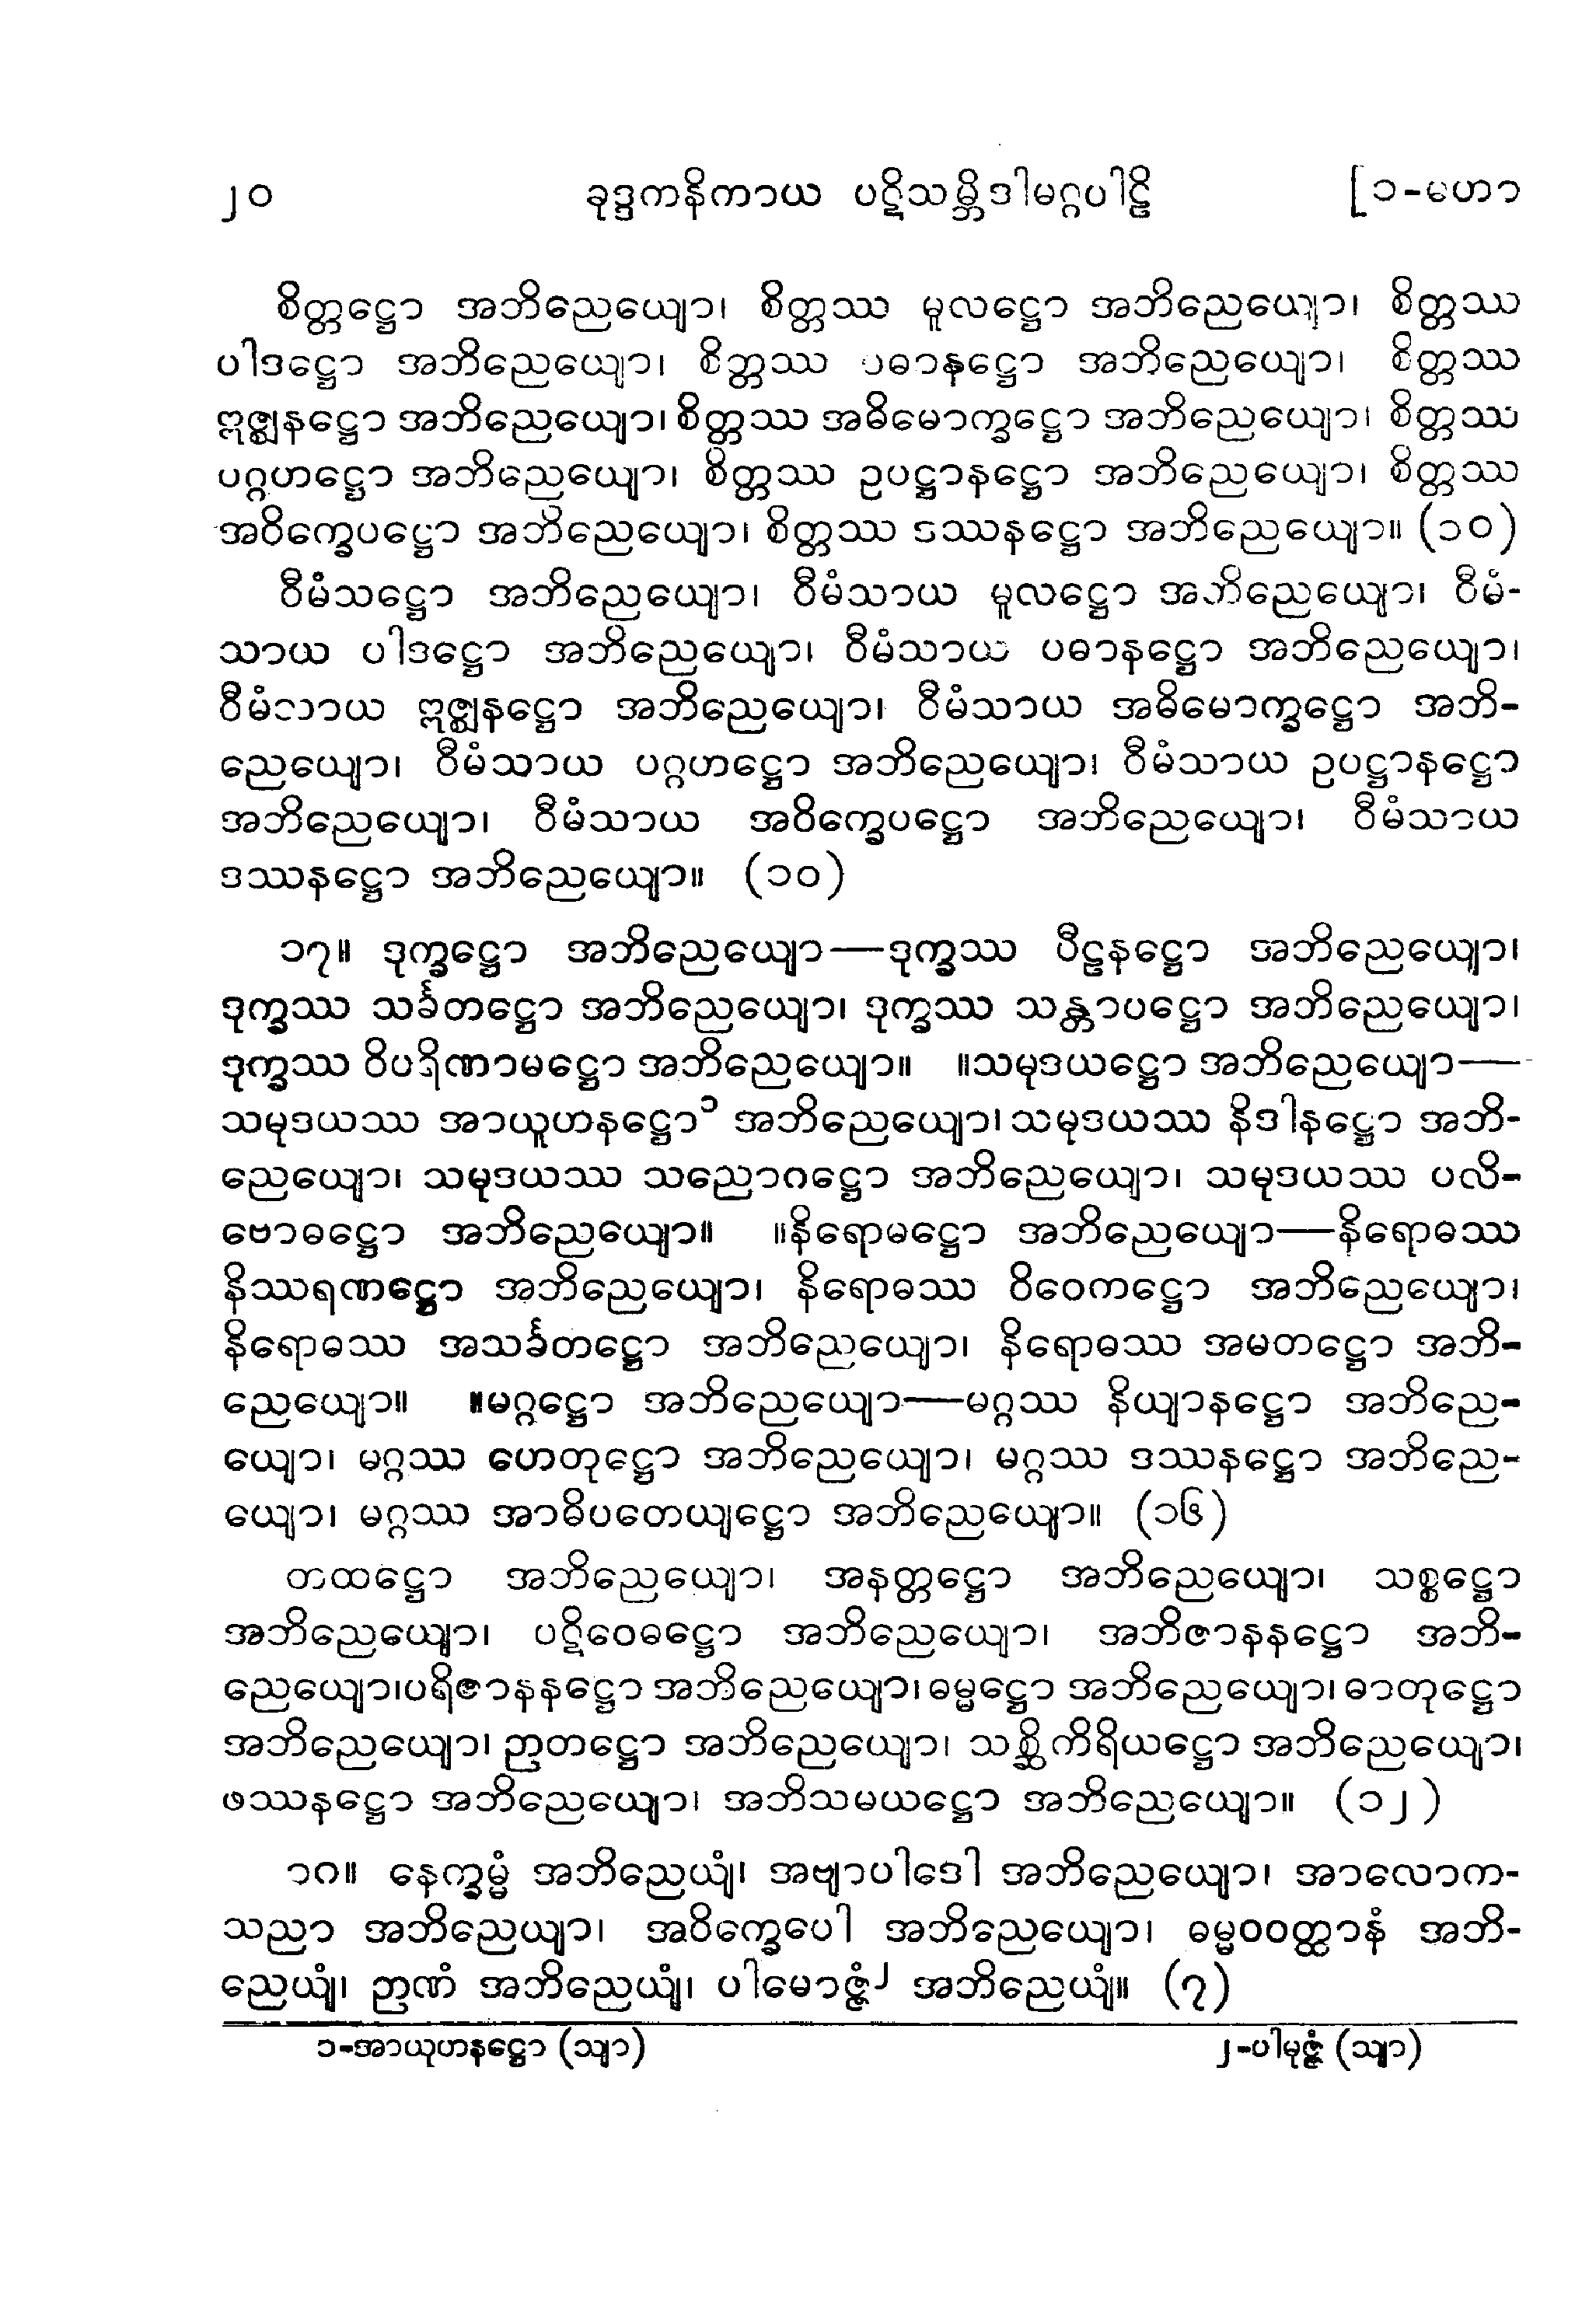 ၂၀ ခုဒ္ဒကနိကာယ ပဋိသမ္ဘိဒါမဂ္ဂပါဠိ [၁-မဟာ
စိတ္တဋ္ဌော အဘိညေယျော၊ စိတ္တဿ မူလဋ္ဌော အဘိညေယျော၊ စိတ္တဿ
ပါဒဋ္ဌော အဘိညေယျော၊ စိတ္တဿ ပဓာနဋ္ဌော အဘိညေယျော၊ စိတ္တဿ
ဣဇ္ဈနဋ္ဌော အဘိညေယျော၊ စိတ္တဿ အဓိမောက္ခဋ္ဌော အဘိညေယျော၊ စိတ္တဿ
ပဂ္ဂဟဋ္ဌော အဘိညေယျော၊ စိတ္တဿ ဥပဋ္ဌာနဋ္ဌော အဘိညေယျော၊ စိတ္တဿ
အဝိက္ခေပဋ္ဌော အဘိညေယျော၊ စိတ္တဿ ဒဿနဋ္ဌော အဘိညေယျော။ (၁၀)
ဝီမံသဋ္ဌော အဘိညေယျော၊ ဝီမံသာယ မူလဋ္ဌော အဘိညေယျော၊ ဝီမံ-
သာယ ပါဒဋ္ဌော အဘိညေယျော၊ ဝီမံသာယ ပဓာနဋ္ဌော အဘိညေယျော၊
ဝီမံသာယ ဣဇ္ဈနဋ္ဌော အဘိညေယျော၊ ဝီမံသာယ အဓိမောက္ခဋ္ဌော အဘိ-
ညေယျော၊ ဝီမံသာယ ပဂ္ဂဟဋ္ဌော အဘိညေယျော၊ ဝီမံသာယ ဥပဋ္ဌာနဋ္ဌော
အဘိညေယျော၊ ဝီမံသာယ အဝိက္ခေပဋ္ဌော အဘိညေယျော၊ ဝီမံသာယ
ဒဿနဋ္ဌော အဘိညေယျော။ (၁၀)
၁၇။ ဒုက္ခဋ္ဌော အဘိညေယျော—ဒုက္ခဿ ပီဠနဋ္ဌော အဘိညေယျော၊
ဒုက္ခဿ သင်္ခတဋ္ဌော အဘိညေယျော၊ ဒုက္ခဿ သန္တာပဋ္ဌော အဘိညေယျော၊
ဒုက္ခဿ ဝိပရိဏာမဋ္ဌော အဘိညေယျော။ ။သမုဒယဋ္ဌော အဘိညေယျော—
သမုဒယဿ အာယူဟနဋ္ဌော၁ အဘိညေယျော၊ သမုဒယဿ နိဒါနဋ္ဌော အဘိ-
ညေယျော၊ သမုဒယဿ သညောဂဋ္ဌော အဘိညေယျော၊ သမုဒယဿ ပလိ-
ဗောဓဋ္ဌော အဘိညေယျော။ ။နိရောမဋ္ဌော အဘိညေယျော—နိရောဓဿ
နိဿရဏဋ္ဌော အဘိညေယျော၊ နိရောဓဿ ဝိဝေကဋ္ဌော အဘိညေယျော၊
နိရောဓဿ အသင်္ခတဋ္ဌော အဘိညေယျော၊ နိရောဓဿ အမတဋ္ဌော အဘိ-
ညေယျော။ ။မဂ္ဂဋ္ဌော အဘိညေယျော—မဂ္ဂဿ နိယျာနဋ္ဌော အဘိညေ-
ယျော၊ မဂ္ဂဿ ဟေတုဋ္ဌော အဘိညေယျော၊ မဂ္ဂဿ ဒဿနဋ္ဌော အဘိညေ-
ယျော၊ မဂ္ဂဿ အာဓိပတေယျဋ္ဌော အဘိညေယျော။ (၁၆)
တထဋ္ဌော အဘိညေယျော၊ အနတ္တဋ္ဌော အဘိညေယျော၊ သစ္စဋ္ဌော
အဘိညေယျော၊ ပဋိဝေဓဋ္ဌော အဘိညေယျော၊ အဘိဇာနနဋ္ဌော အဘိ-
ညေယျော၊ပရိဇာနနဋ္ဌော အဘိညေယျော၊ ဓမ္မဋ္ဌော အဘိညေယျော၊ ဓာတုဋ္ဌော
အဘိညေယျော၊ ဉာတဋ္ဌော အဘိညေယျော၊ သစ္ဆိကိရိယဋ္ဌော အဘိညေယျော၊
ဖဿနဋ္ဌော အဘိညေယျော၊ အဘိသမယဋ္ဌော အဘိညေယျော။ (၁၂)
၁၈။ နေက္ခမ္မံ အဘိညေယျံ၊ အဗျာပါဒေါ အဘိညေယျော၊ အာလောက-
သညာ အဘိညေယျာ၊ အဝိက္ခေပေါ အဘိညေယျော၊ ဓမ္မဝဝတ္ထာနံ အဘိ-
ညေယျံ၊ ဉာဏံ အဘိညေယျံ၊ ပါမောဇ္ဇံ၂ အဘိညေယျံ။ (၇)
၁-အာယုဟနဋ္ဌော (သျာ) ၂-ပါမုဇ္ဇံ (သျာ)